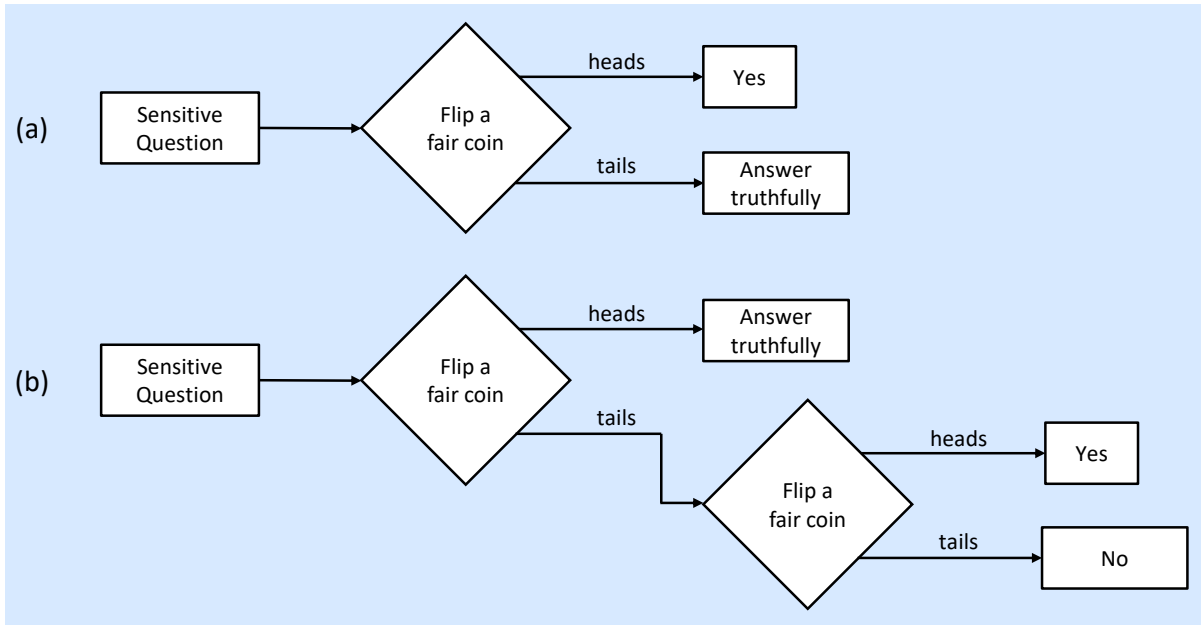 (a)
Sensitive
Question
Flip a
fair coin
heads
Yes
tails
Answer
truthfully
(b)
Sensitive
Question
Flip a
fair coin
heads
Answer
truthfully
tails
Flip a
fair coin
heads
Yes
tails
No